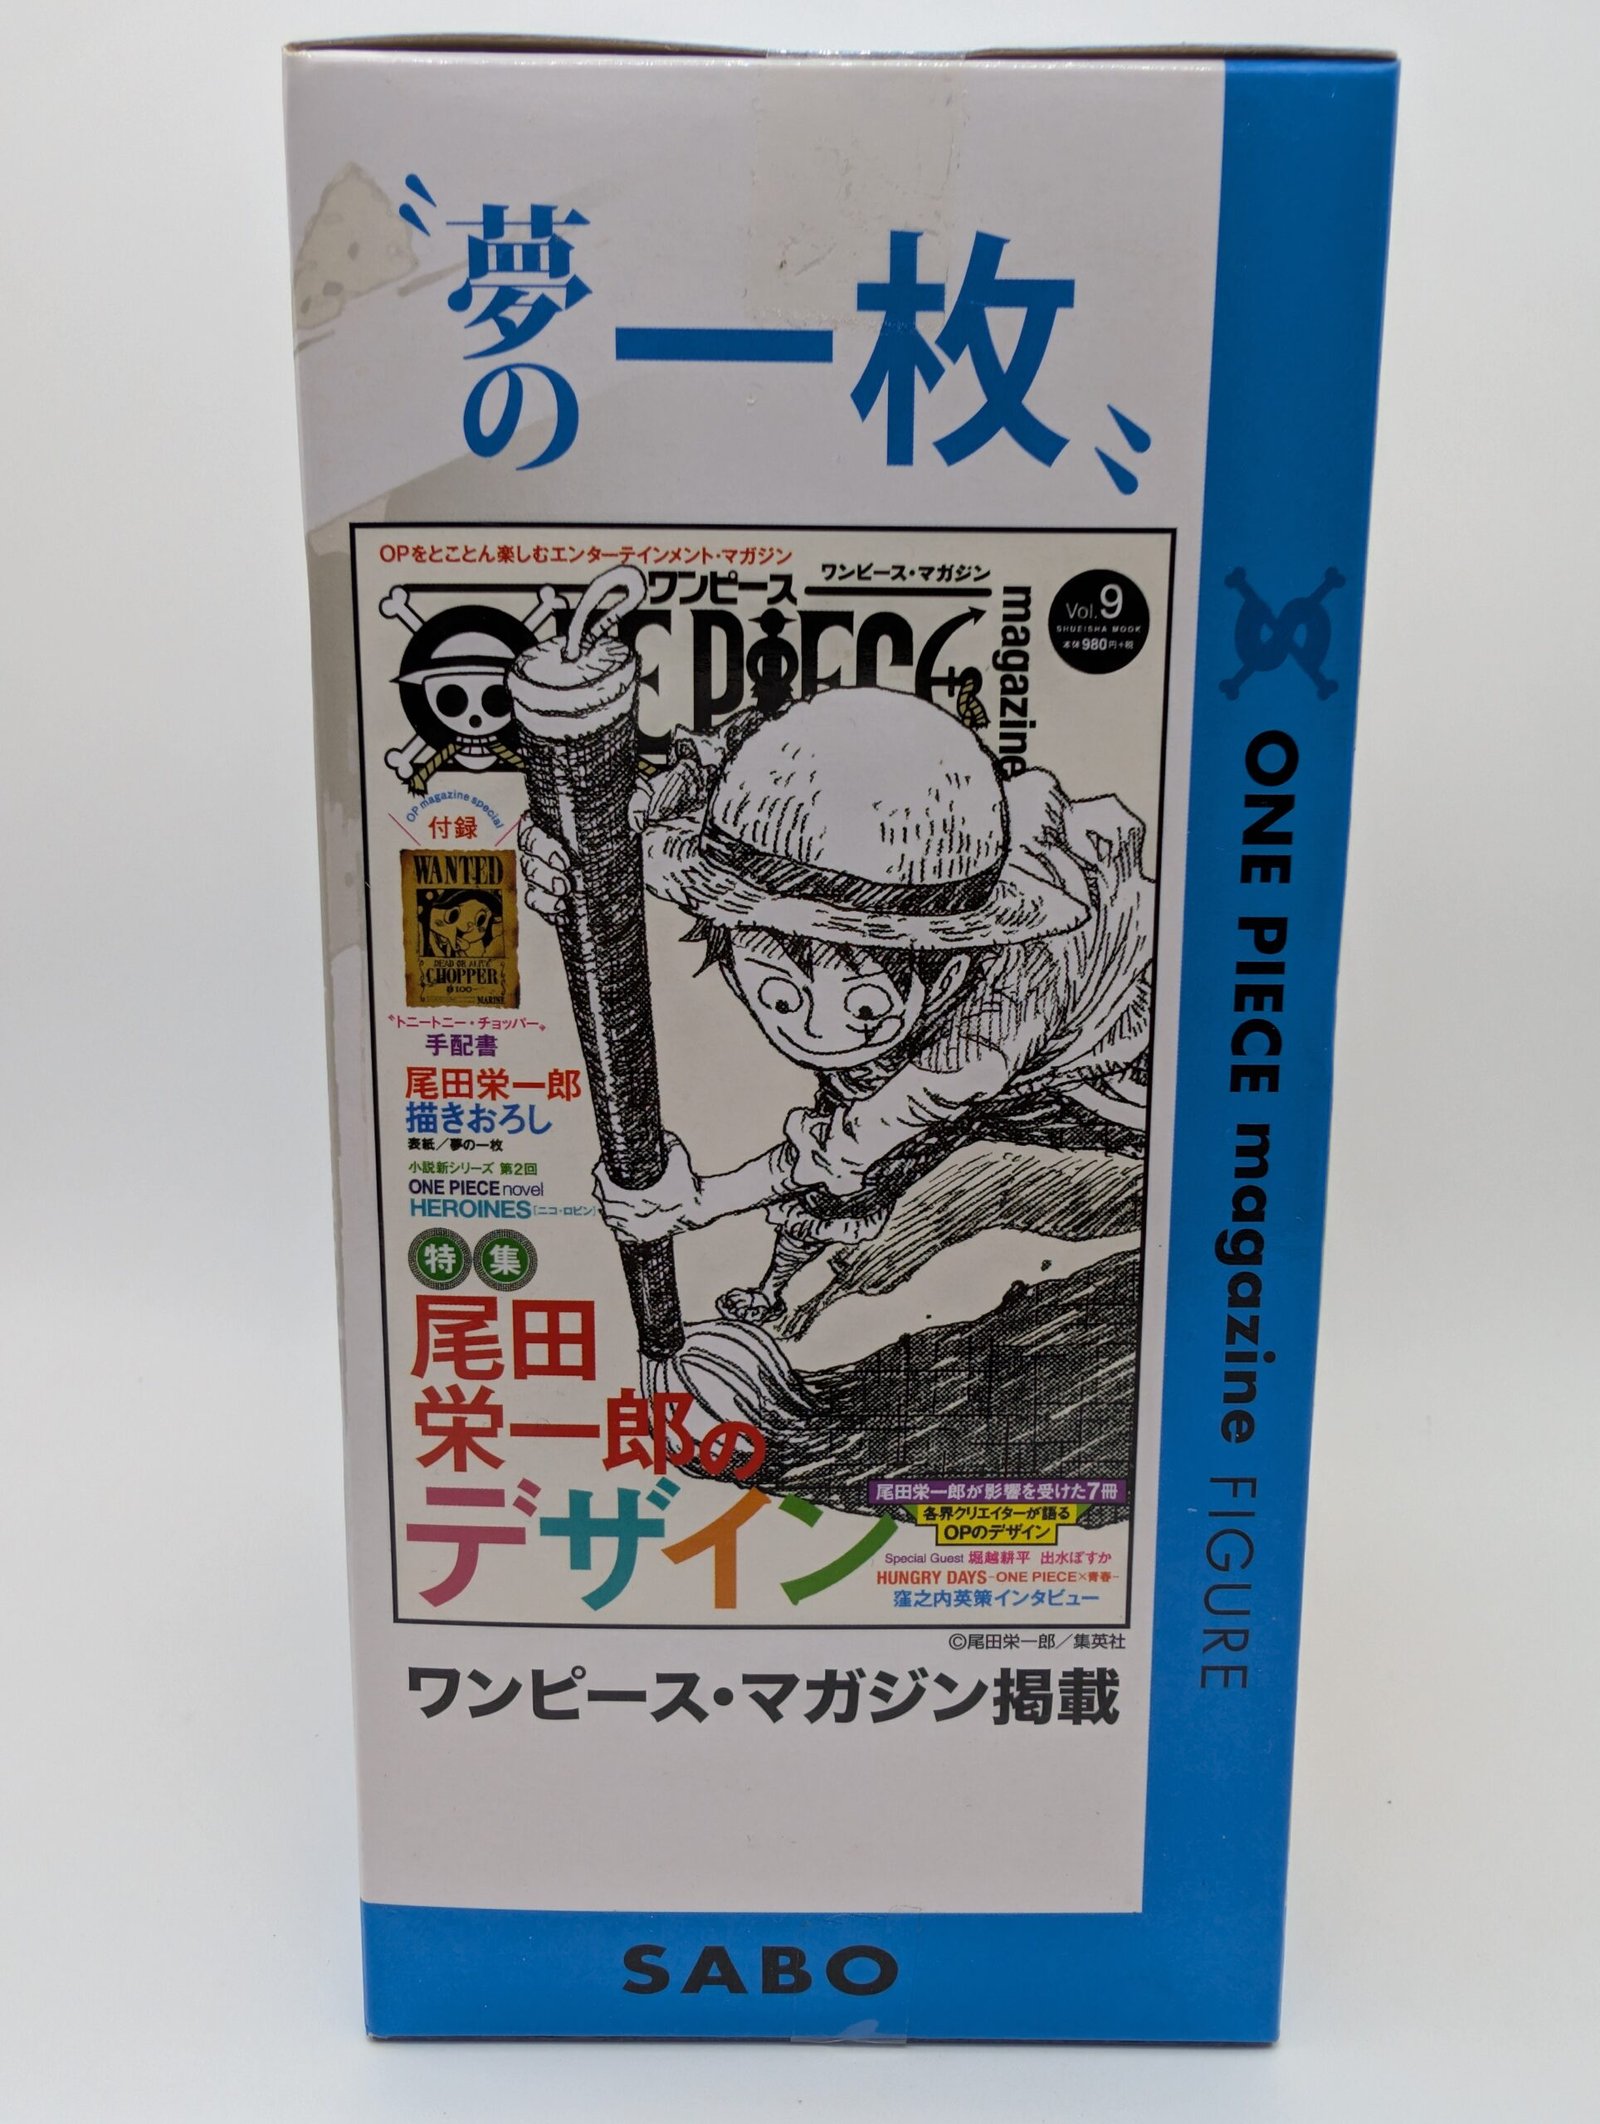 〝夢の一枚〟
OPをとことん楽しむエンターテインメント・マガジン
ワンピース
ワンピース・マガジン
ONE PIECE
magazine
Vol.9
SHUEISHA MOOK
本体980円+税
OP magazine special
付録
WANTED
DEAD OR ALIVE
CHOPPER
฿100-
MARINE
〝トニートニー・チョッパー〟
手配書
尾田栄一郎
描きおろし
表紙／夢の一枚
小説新シリーズ 第2回
ONE PIECE novel
HEROINES［ニコ・ロビン］
特集
尾田
栄一郎の
デザイン
尾田栄一郎が影響を受けた7冊
各界クリエイターが語る
OPのデザイン
Special Guest 堀越耕平 出水ぽすか
HUNGRY DAYS-ONE PIECE×青春-
窪之内英策インタビュー
©尾田栄一郎／集英社
ワンピース・マガジン掲載
ONE PIECE magazine FIGURE
SABO